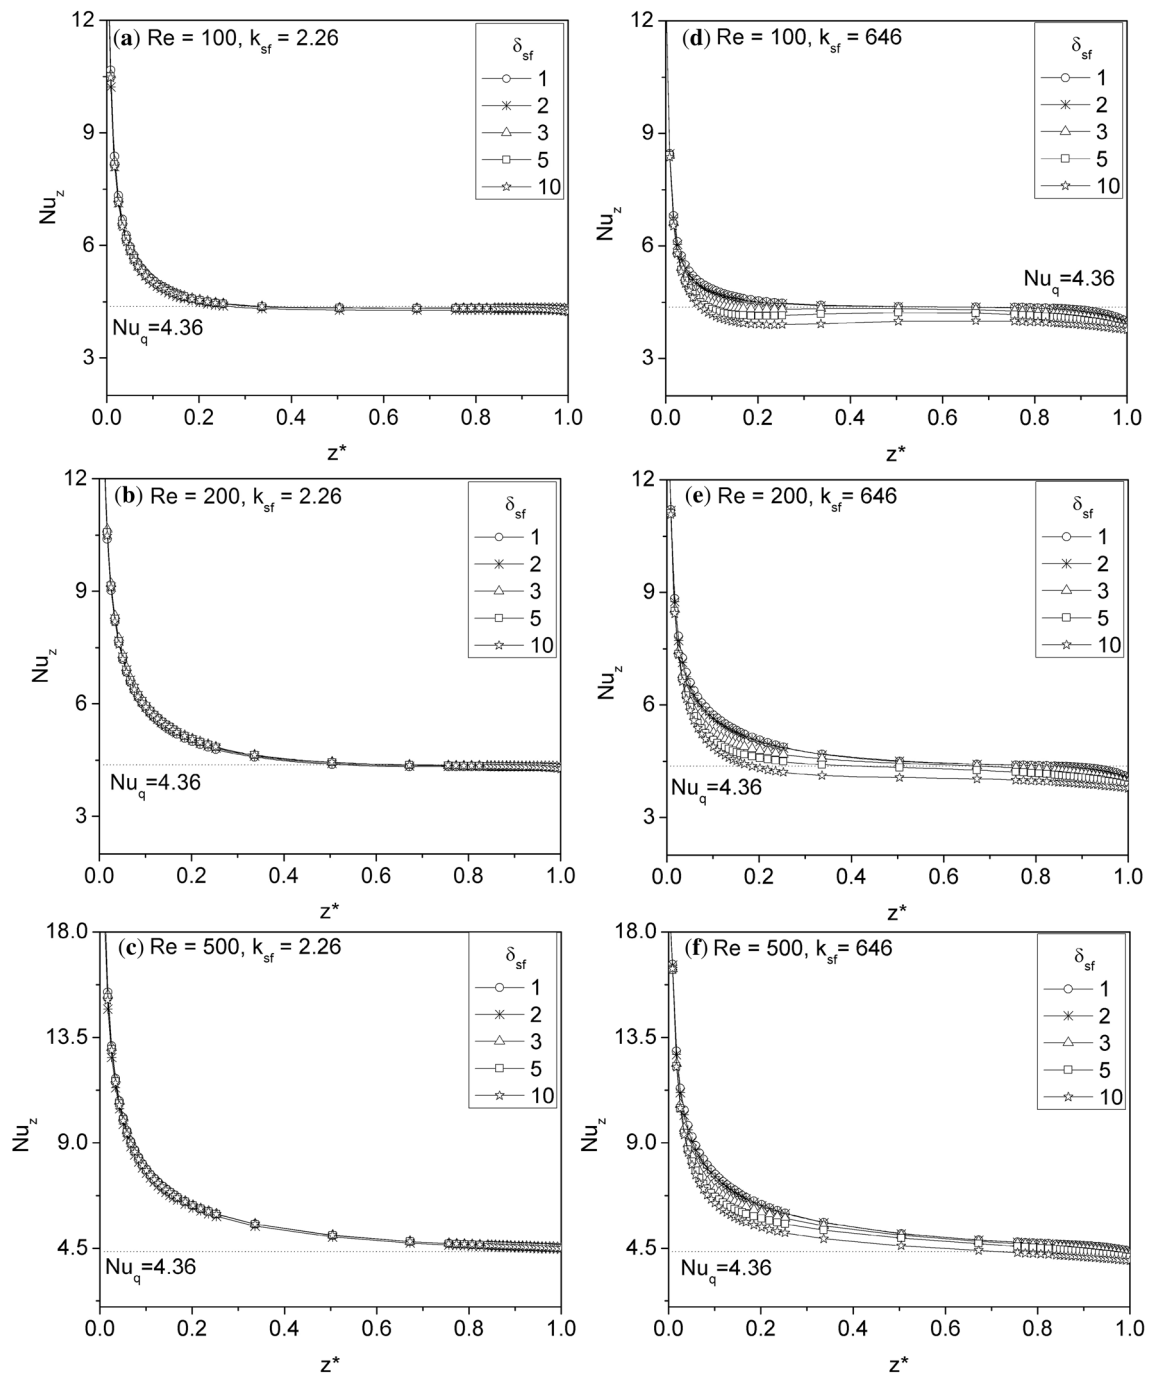 (a) Re = 100, k_sf = 2.26
δ_sf
1
2
3
5
10
12
9
6
3
Nu_z
Nu_q=4.36
0.0 0.2 0.4 0.6 0.8 1.0
z*
(d) Re = 100, k_sf = 646
δ_sf
1
2
3
5
10
12
9
6
3
Nu_z
Nu_q=4.36
0.0 0.2 0.4 0.6 0.8 1.0
z*
(b) Re = 200, k_sf = 2.26
δ_sf
1
2
3
5
10
12
9
6
3
Nu_z
Nu_q=4.36
0.0 0.2 0.4 0.6 0.8 1.0
z*
(e) Re = 200, k_sf = 646
δ_sf
1
2
3
5
10
12
9
6
3
Nu_z
Nu_q=4.36
0.0 0.2 0.4 0.6 0.8 1.0
z*
(c) Re = 500, k_sf = 2.26
δ_sf
1
2
3
5
10
18.0
13.5
9.0
4.5
Nu_z
Nu_q=4.36
0.0 0.2 0.4 0.6 0.8 1.0
z*
(f) Re = 500, k_sf = 646
δ_sf
1
2
3
5
10
18.0
13.5
9.0
4.5
Nu_z
Nu_q=4.36
0.0 0.2 0.4 0.6 0.8 1.0
z*